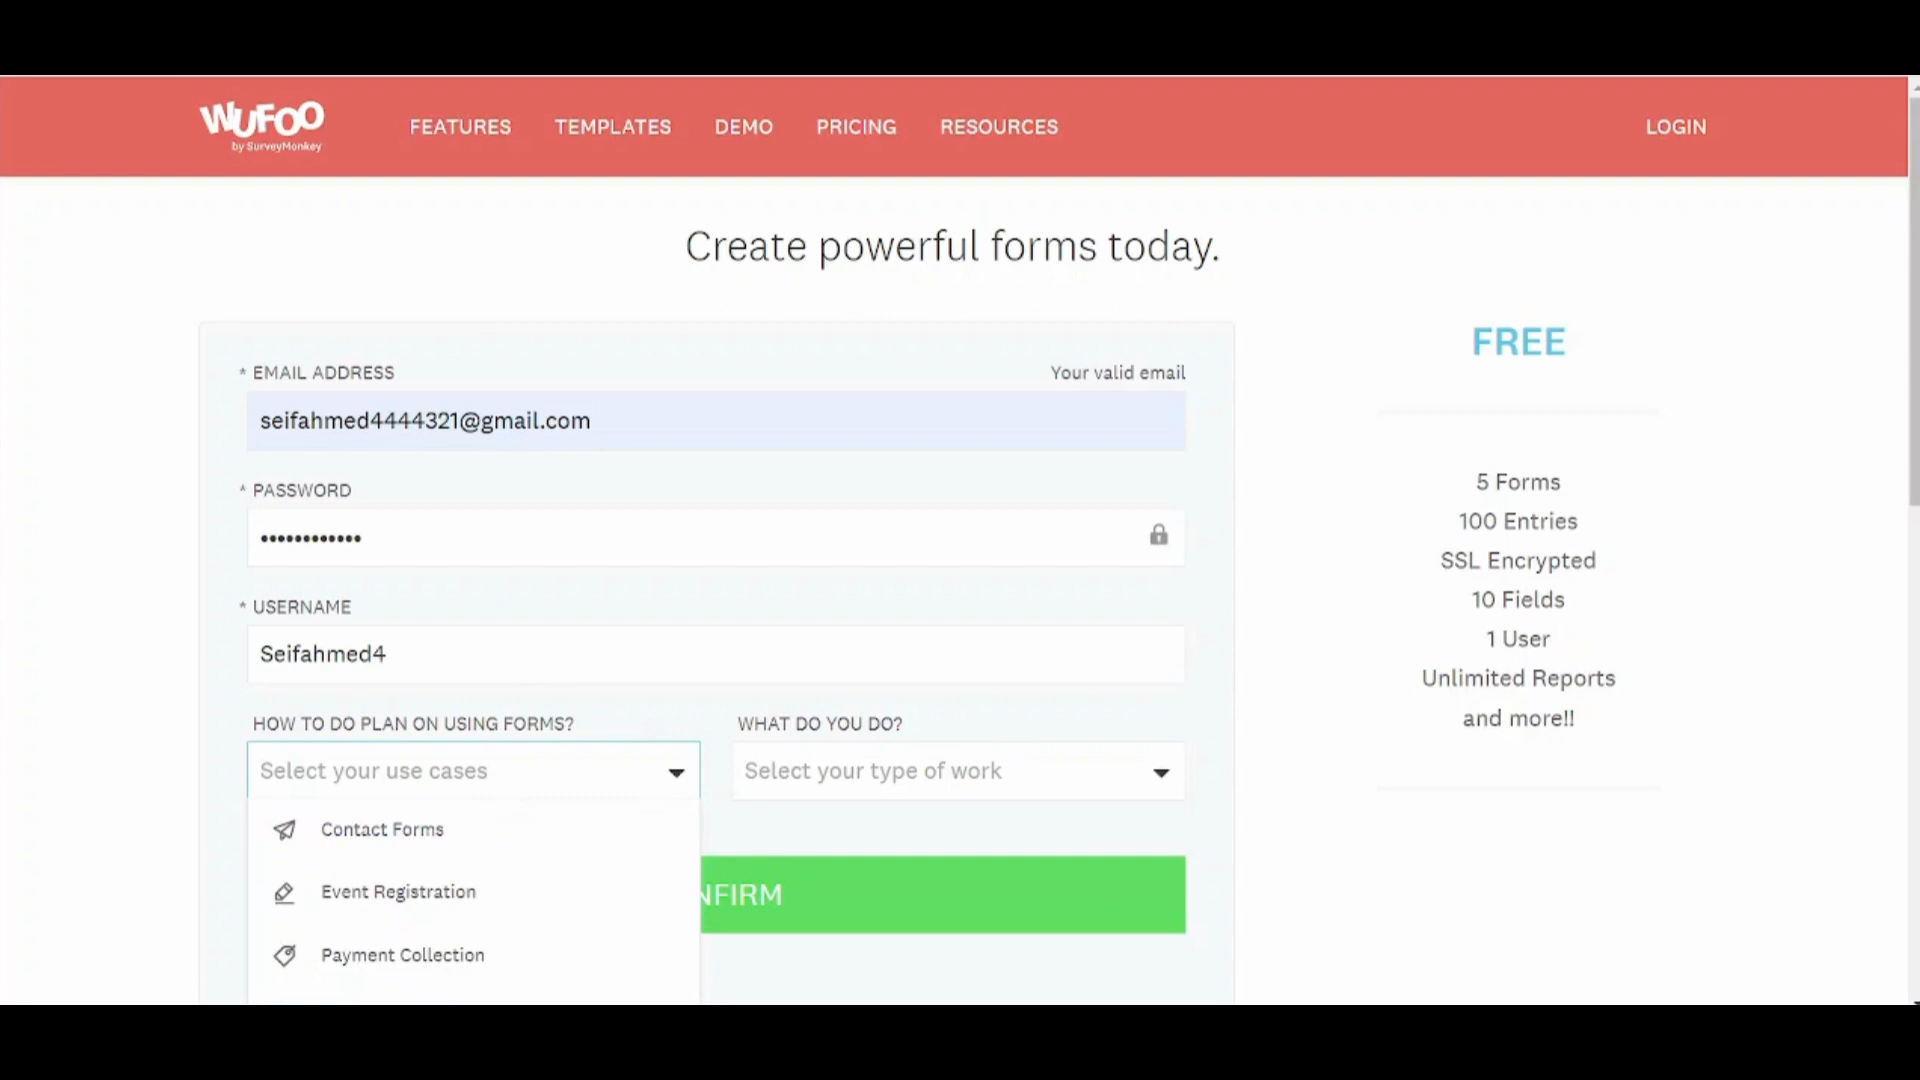 WUFOO
by SurveyMonkey
FEATURES
TEMPLATES
DEMO
PRICING
RESOURCES
LOGIN
Create powerful forms today.
* EMAIL ADDRESS
Your valid email
seifahmed4444321@gmail.com
* PASSWORD
••••••••••••
* USERNAME
Seifahmed4
HOW TO DO PLAN ON USING FORMS?
WHAT DO YOU DO?
Select your use cases
Select your type of work
Contact Forms
Event Registration
Payment Collection
NFIRM
FREE
5 Forms
100 Entries
SSL Encrypted
10 Fields
1 User
Unlimited Reports
and more!!